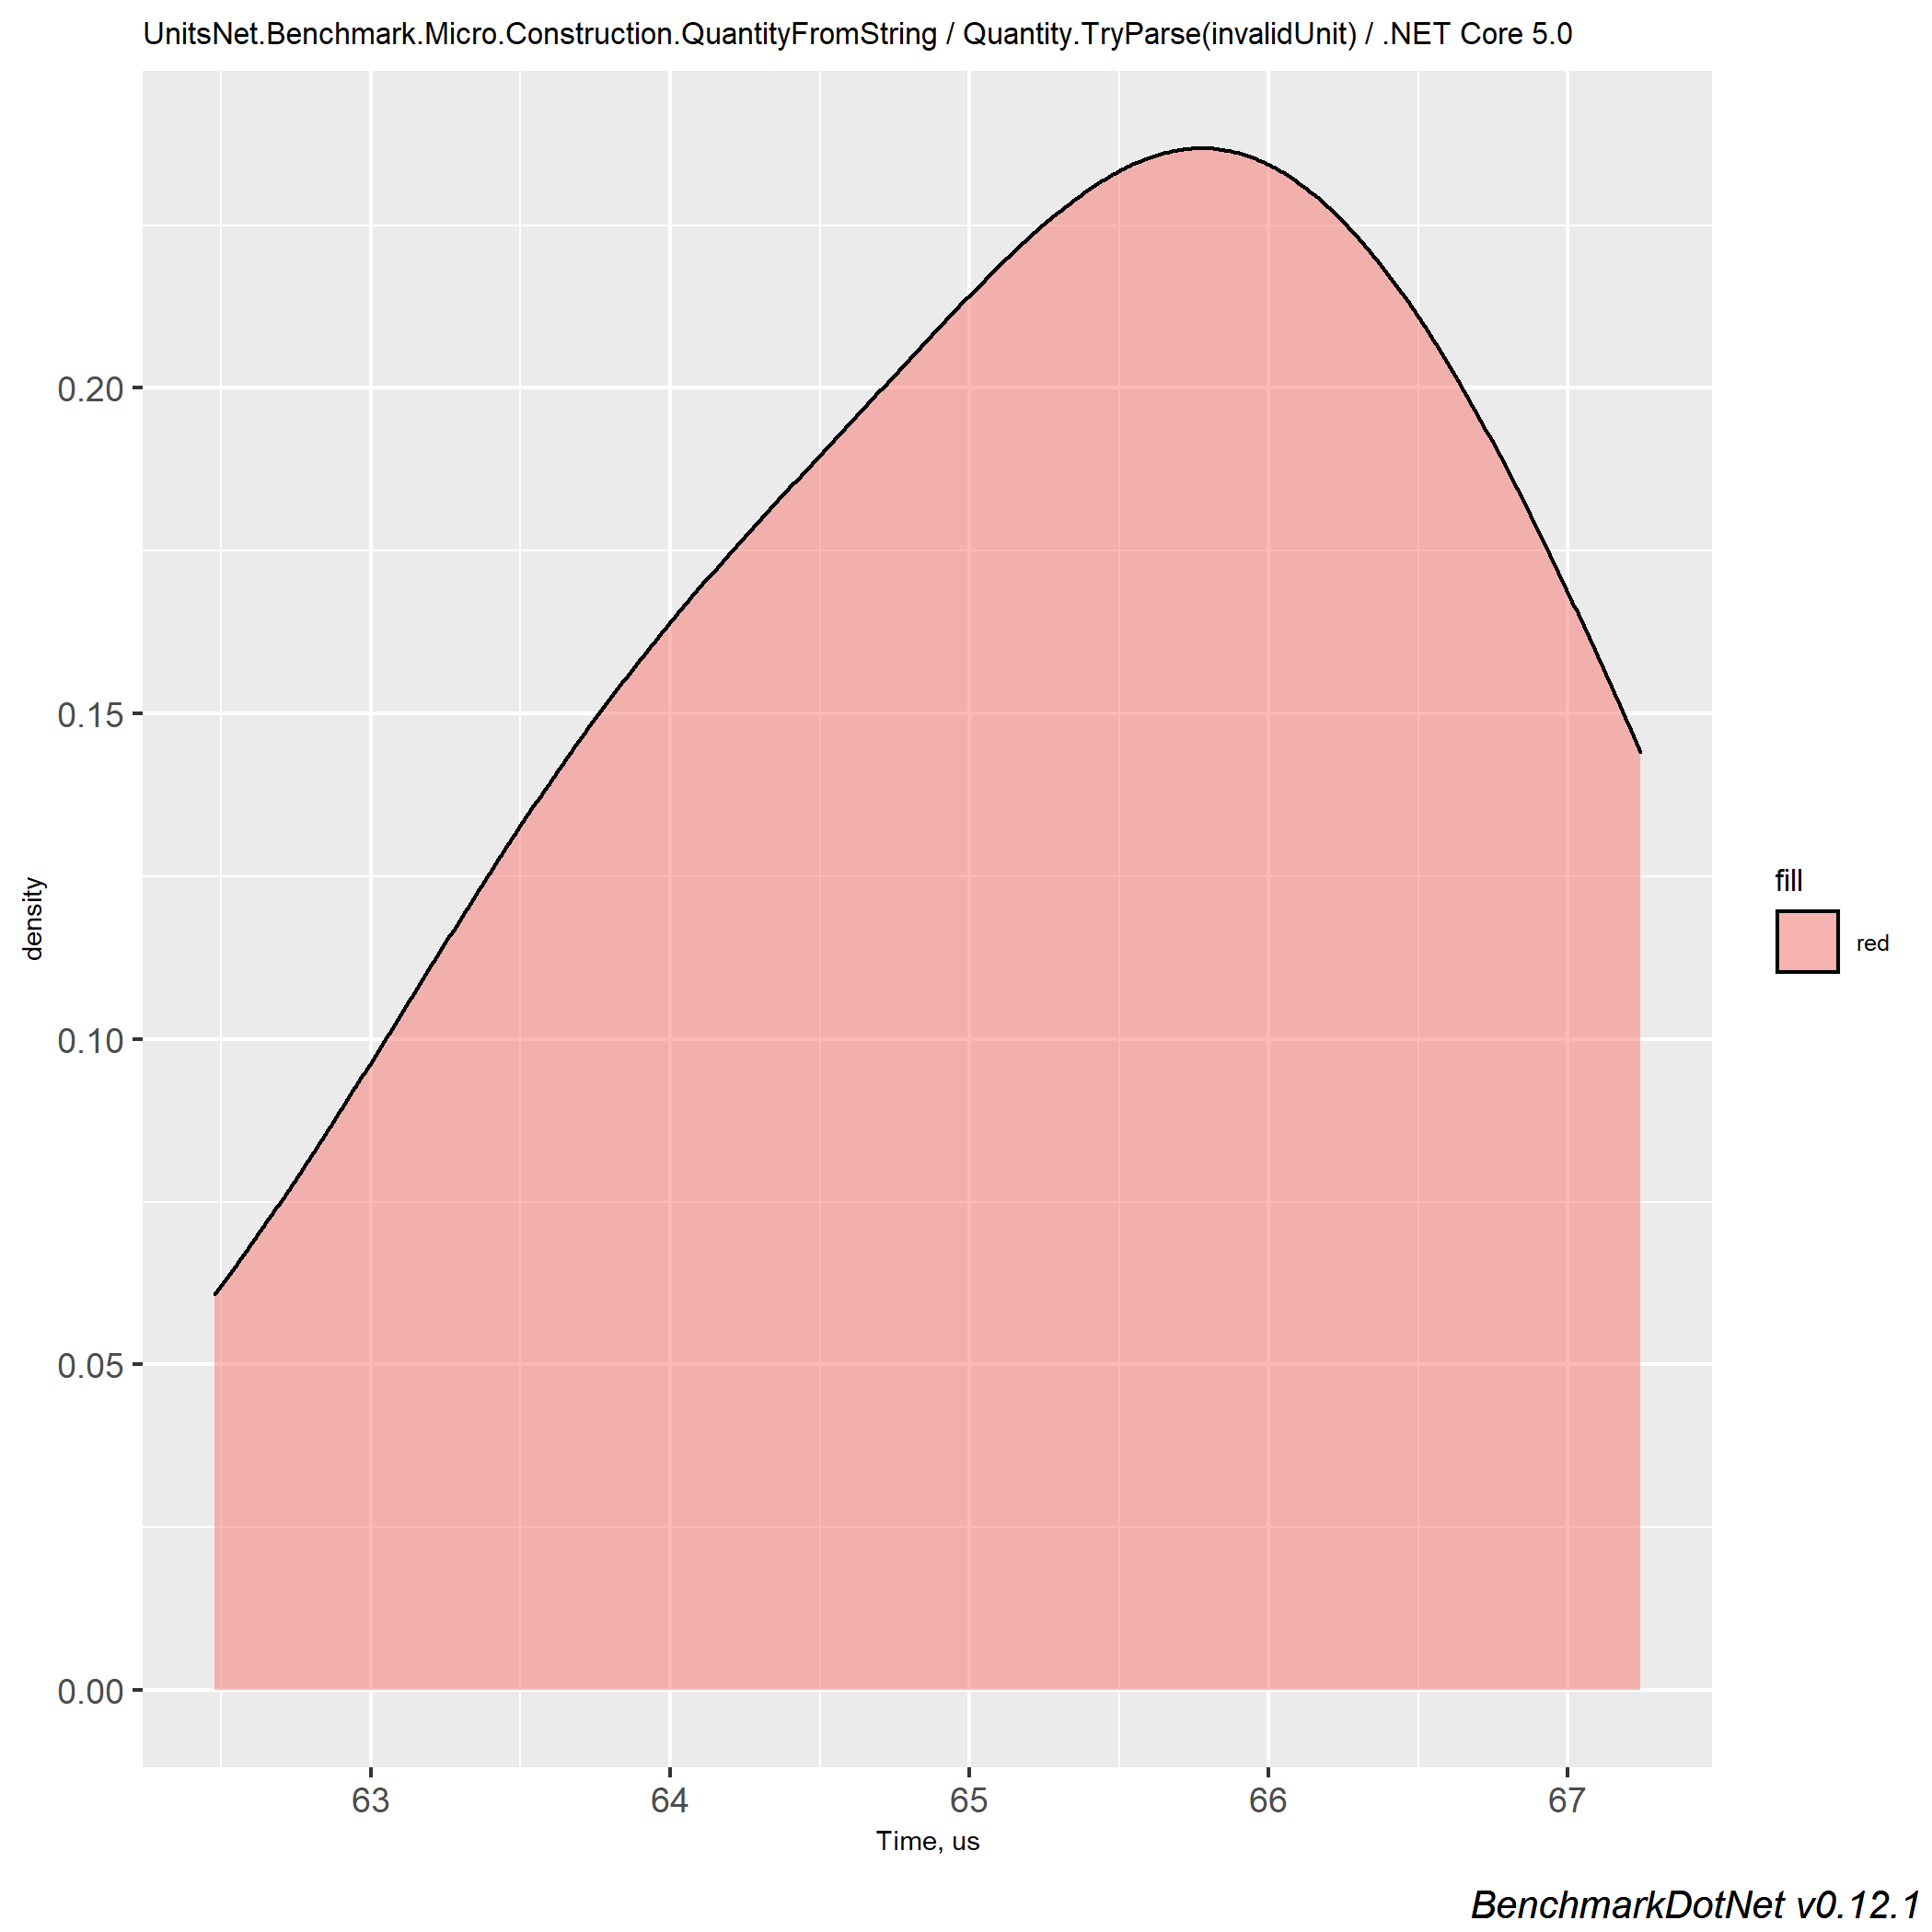 UnitsNet.Benchmark.Micro.Construction.QuantityFromString / Quantity.TryParse(invalidUnit) / .NET Core 5.0
0.20
0.15
0.10
0.05
0.00
density
63 64 65 66 67
Time, us
fill
red
BenchmarkDotNet v0.12.1